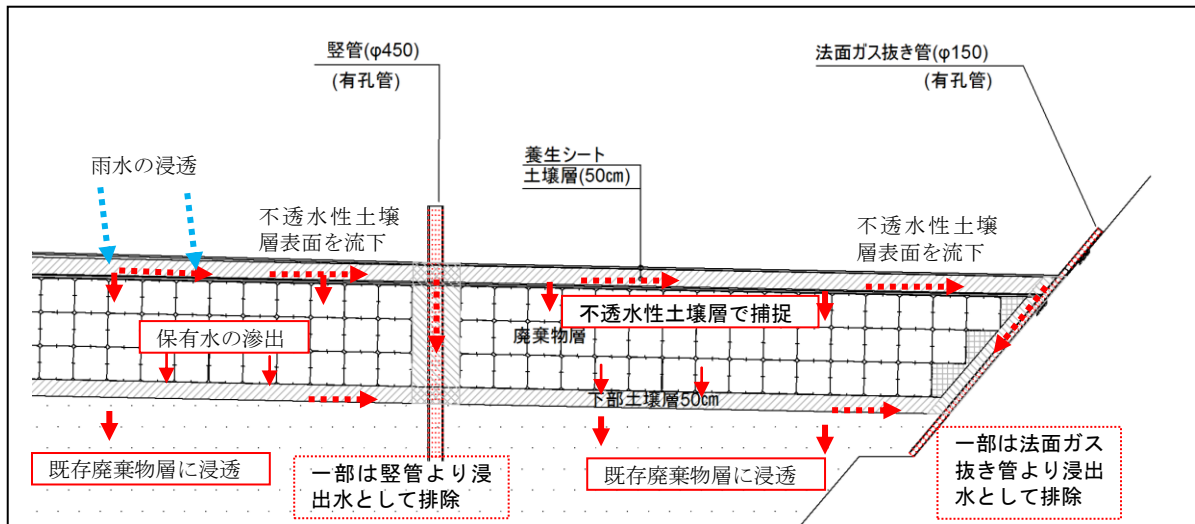 竪管(φ450)
(有孔管)
法面ガス抜き管(φ150)
(有孔管)
雨水の浸透
養生シート
土壌層(50㎝)
不透水性土壌
層表面を流下
不透水性土壌
層表面を流下
不透水性土壌層で捕捉
廃棄物層
保有水の滲出
下部土壌層50㎝
既存廃棄物層に浸透
一部は竪管より浸
出水として排除
既存廃棄物層に浸透
一部は法面ガス
抜き管より浸出
水として排除